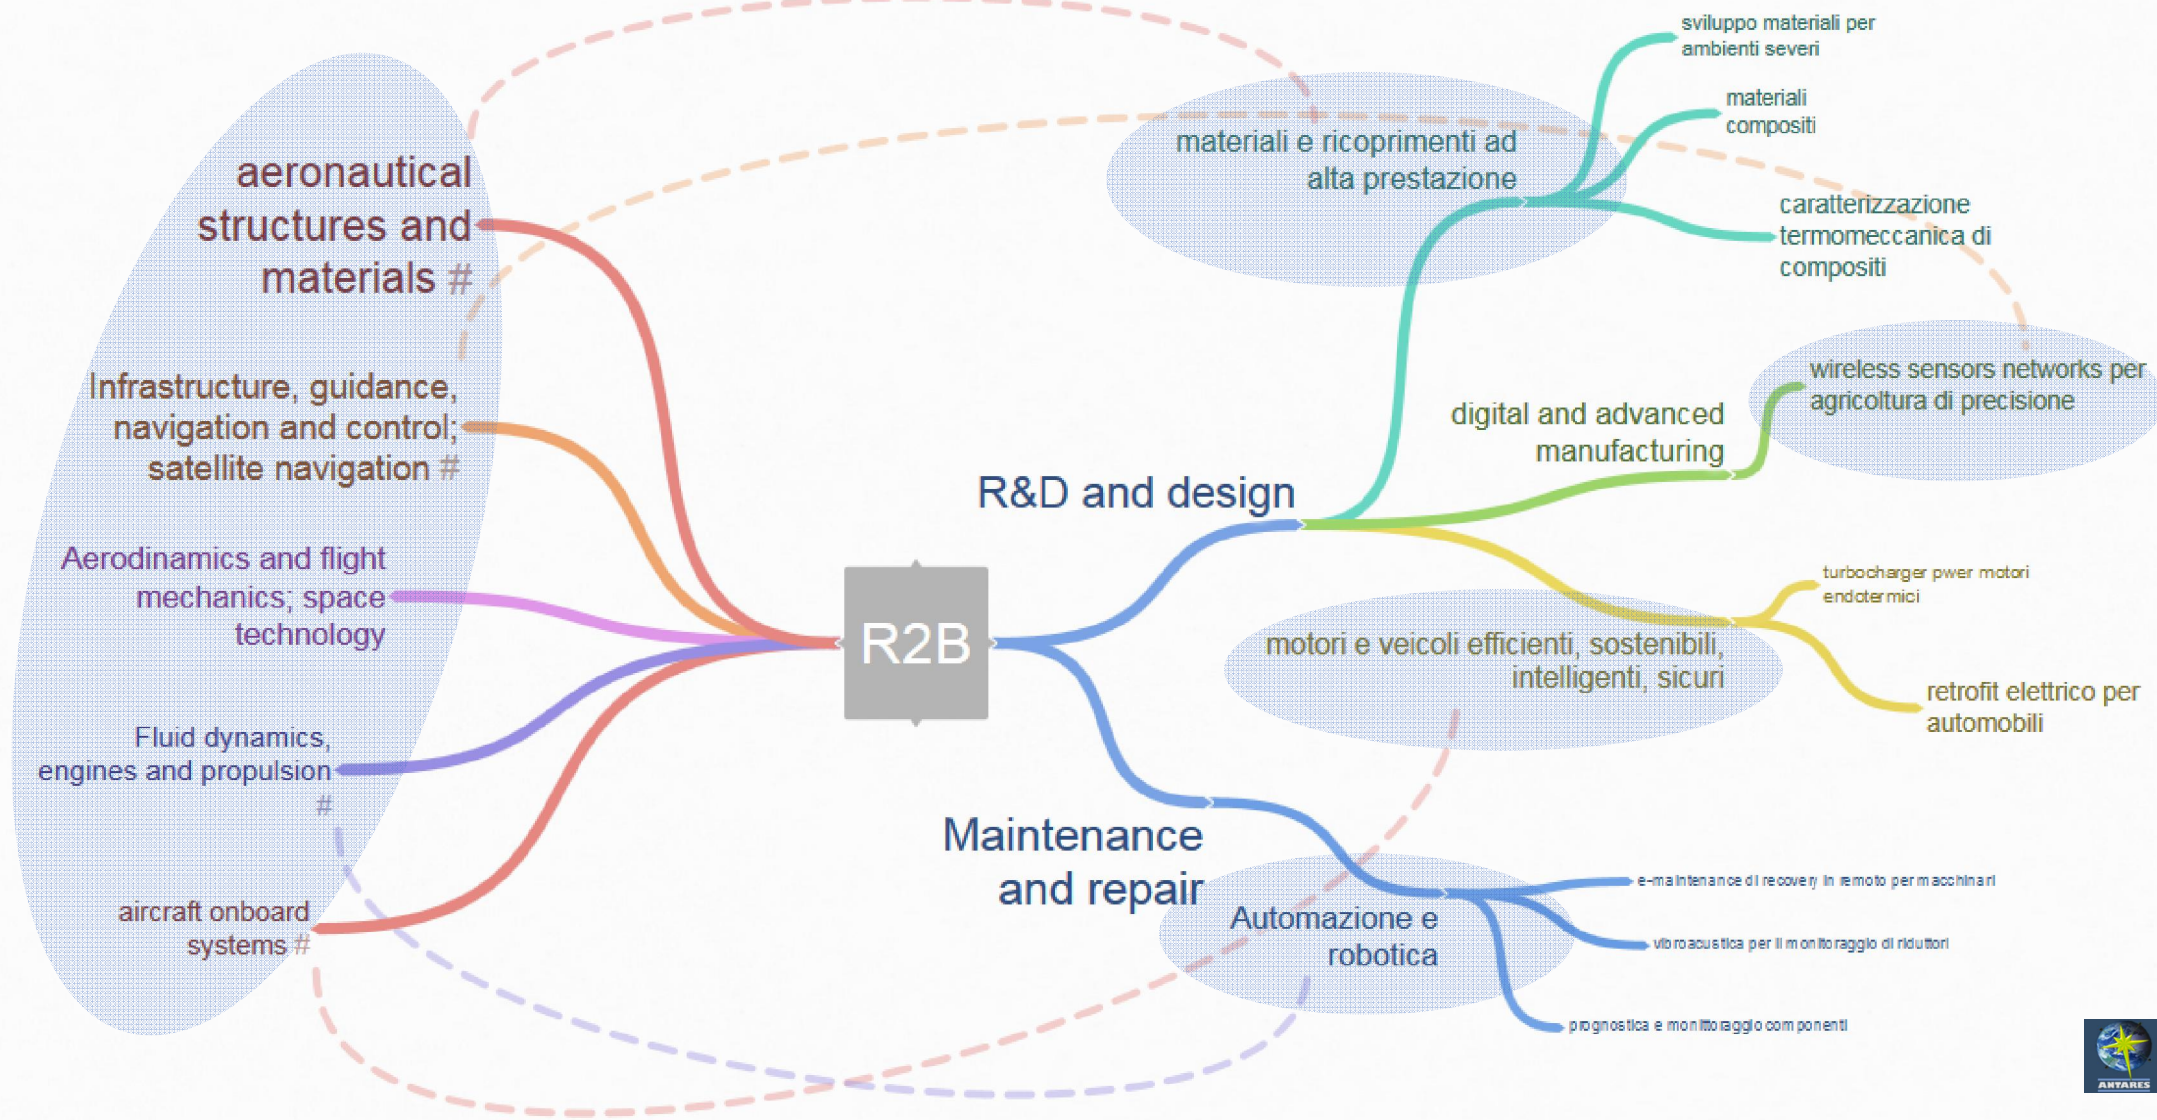 aeronautical
structures and
materials #
Infrastructure, guidance,
navigation and control;
satellite navigation #
Aerodinamics and flight
mechanics; space
technology
Fluid dynamics,
engines and propulsion
#
aircraft onboard
systems #
R2B
R&D and design
materiali e ricoprimenti ad
alta prestazione
sviluppo materiali per
ambienti severi
materiali
compositi
caratterizzazione
termomeccanica di
compositi
digital and advanced
manufacturing
wireless sensors networks per
agricoltura di precisione
motori e veicoli efficienti, sostenibili,
intelligenti, sicuri
turbocharger pwer motori
endotermici
retrofit elettrico per
automobili
Maintenance
and repair
Automazione e
robotica
e-maintenance di recovery in remoto per macchinari
vibroacustica per il monitoraggio di riduttori
prognostica e monittoraggio componenti
ANTARES